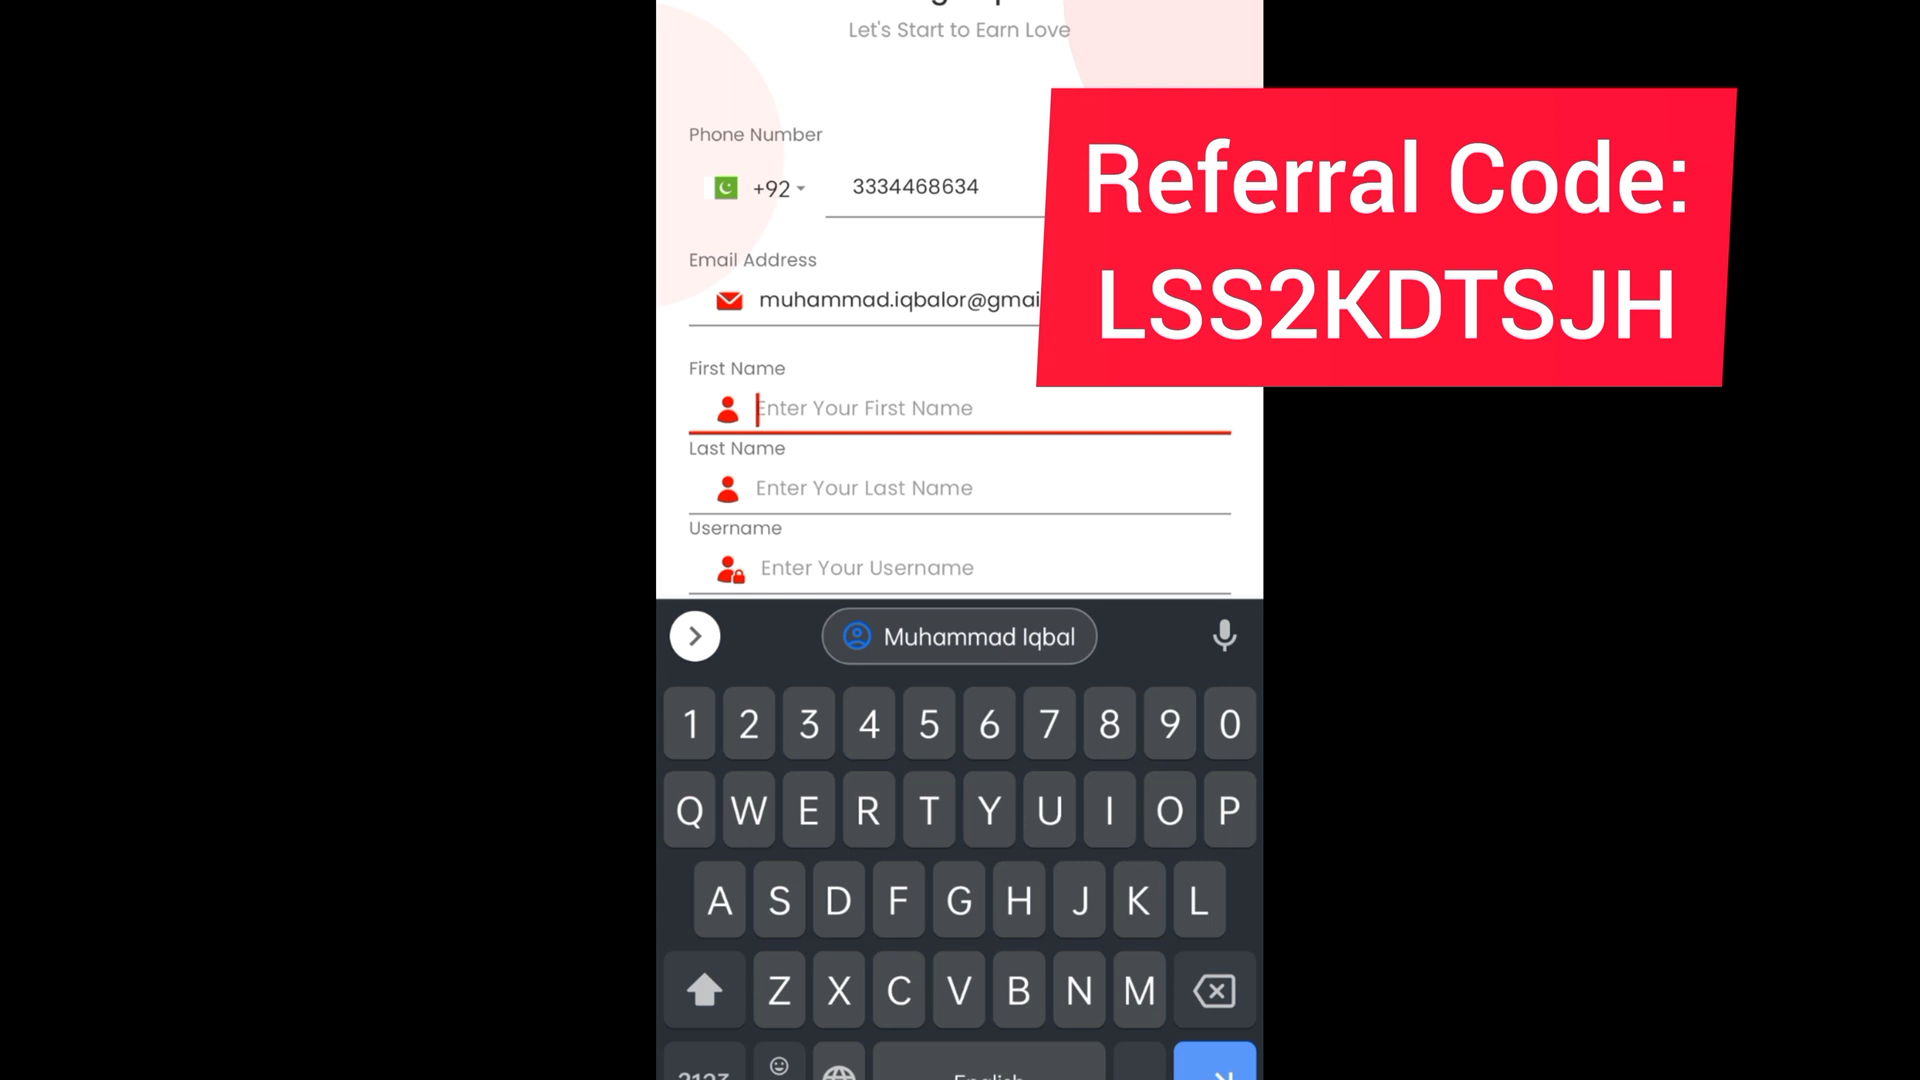 Let's Start to Earn Love
Phone Number
+92 3334468634
Email Address
muhammad.iqbalor@gmai
Referral Code:
LSS2KDTSJH
First Name
Enter Your First Name
Last Name
Enter Your Last Name
Username
Enter Your Username
Muhammad Iqbal
1 2 3 4 5 6 7 8 9 0
Q W E R T Y U I O P
A S D F G H J K L
Z X C V B N M
English